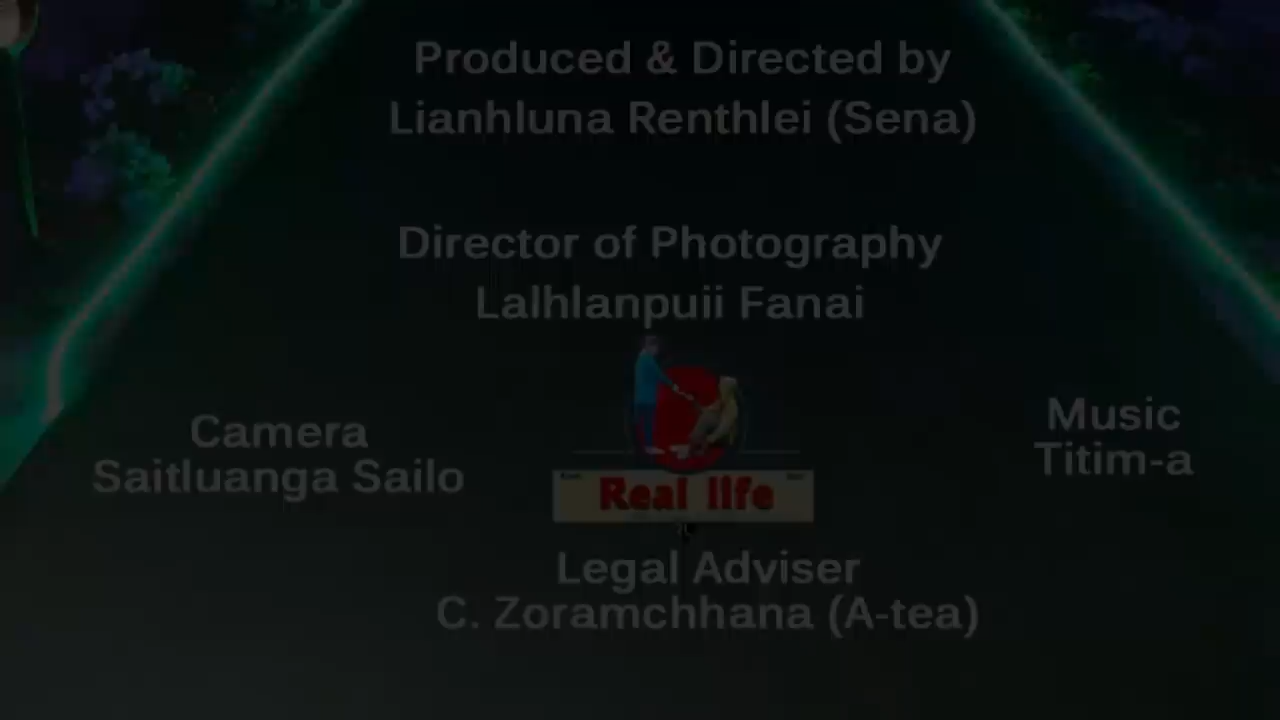 Produced & Directed by
Lianhluna Renthlei (Sena)
Director of Photography
Lalhlanpuii Fanai
Camera
Saitluanga Sailo
Music
Titim-a
Real life
Legal Adviser
C. Zoramchhana (A-tea)